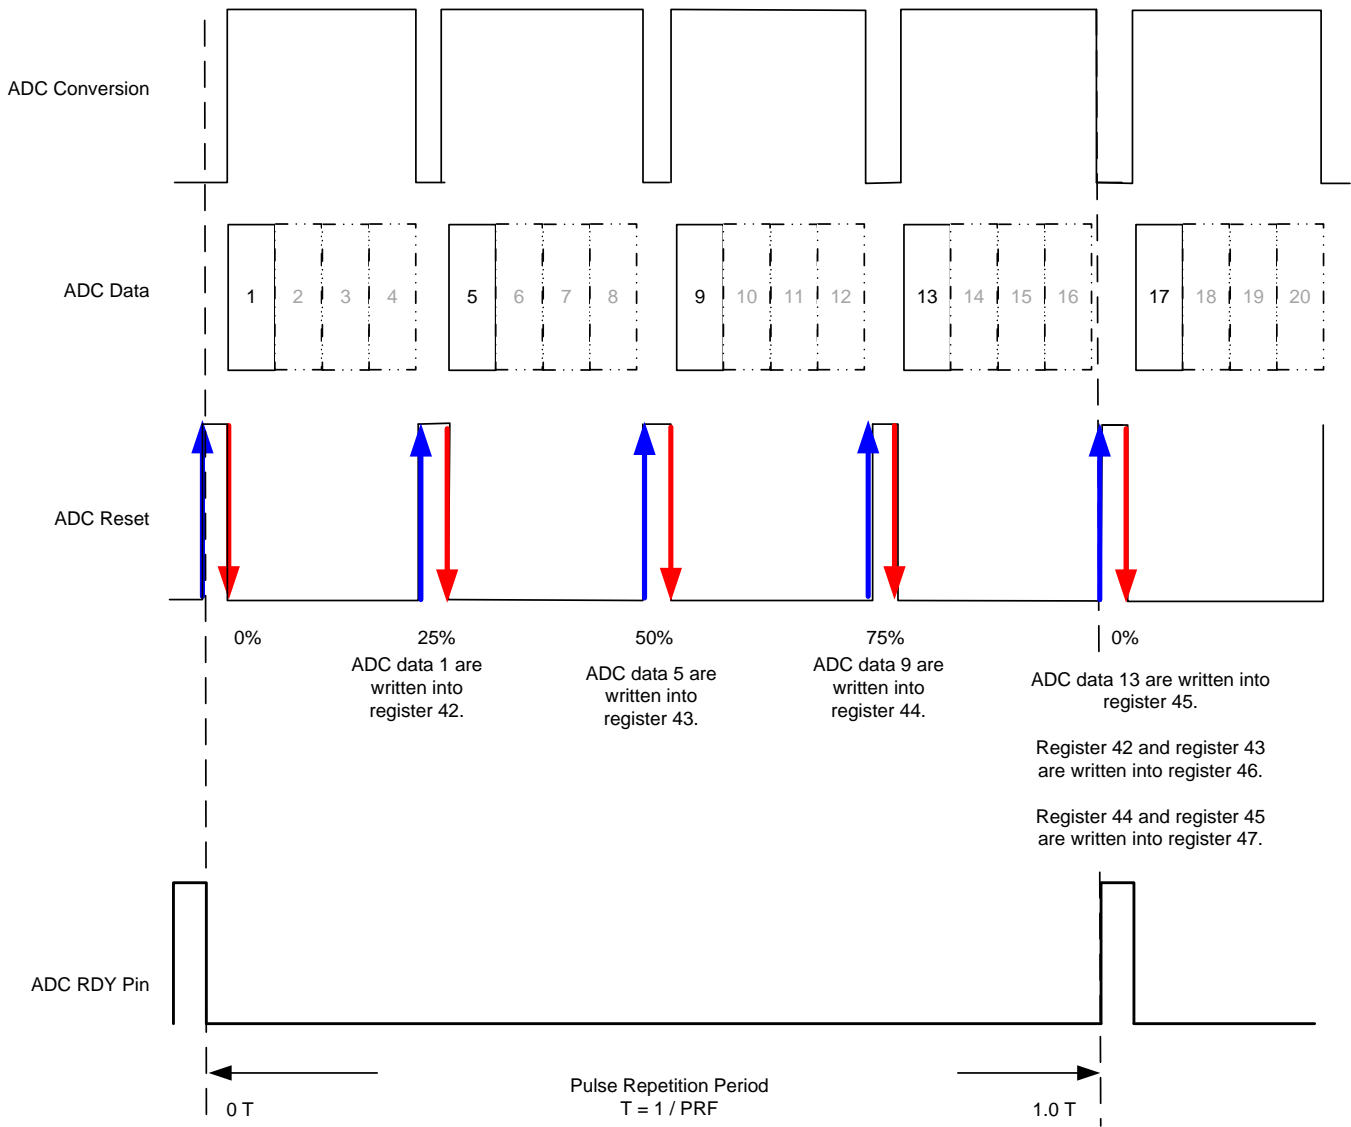 ADC Conversion
ADC Data
1 2 3 4 5 6 7 8 9 10 11 12 13 14 15 16 17 18 19 20
ADC Reset
0% 25% 50% 75% 0%
ADC data 1 are
written into
register 42.
ADC data 5 are
written into
register 43.
ADC data 9 are
written into
register 44.
ADC data 13 are written into
register 45.
Register 42 and register 43
are written into register 46.
Register 44 and register 45
are written into register 47.
ADC RDY Pin
Pulse Repetition Period
T = 1 / PRF
0 T
1.0 T